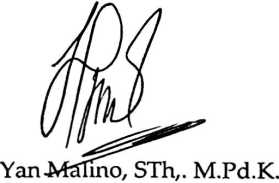 Yan Malino, STh,. M.Pd.K.